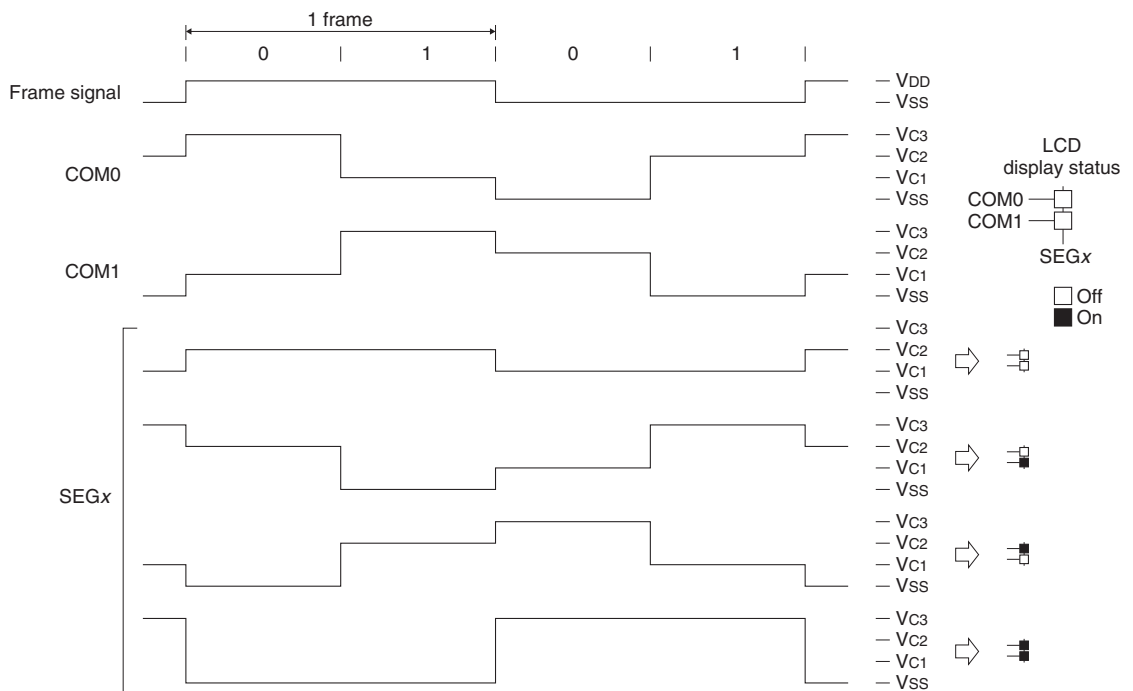 1 frame
0 1 0 1
Frame signal
VDD
VSS
COM0
VC3
VC2
VC1
VSS
COM1
VC3
VC2
VC1
VSS
LCD
display status
COM0
COM1
SEGx
Off
On
SEGx
VC3
VC2
VC1
VSS
VC3
VC2
VC1
VSS
VC3
VC2
VC1
VSS
VC3
VC2
VC1
VSS